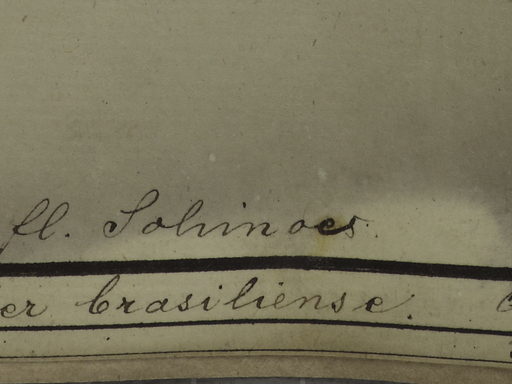 fl. Solimoes.
er brasiliense.